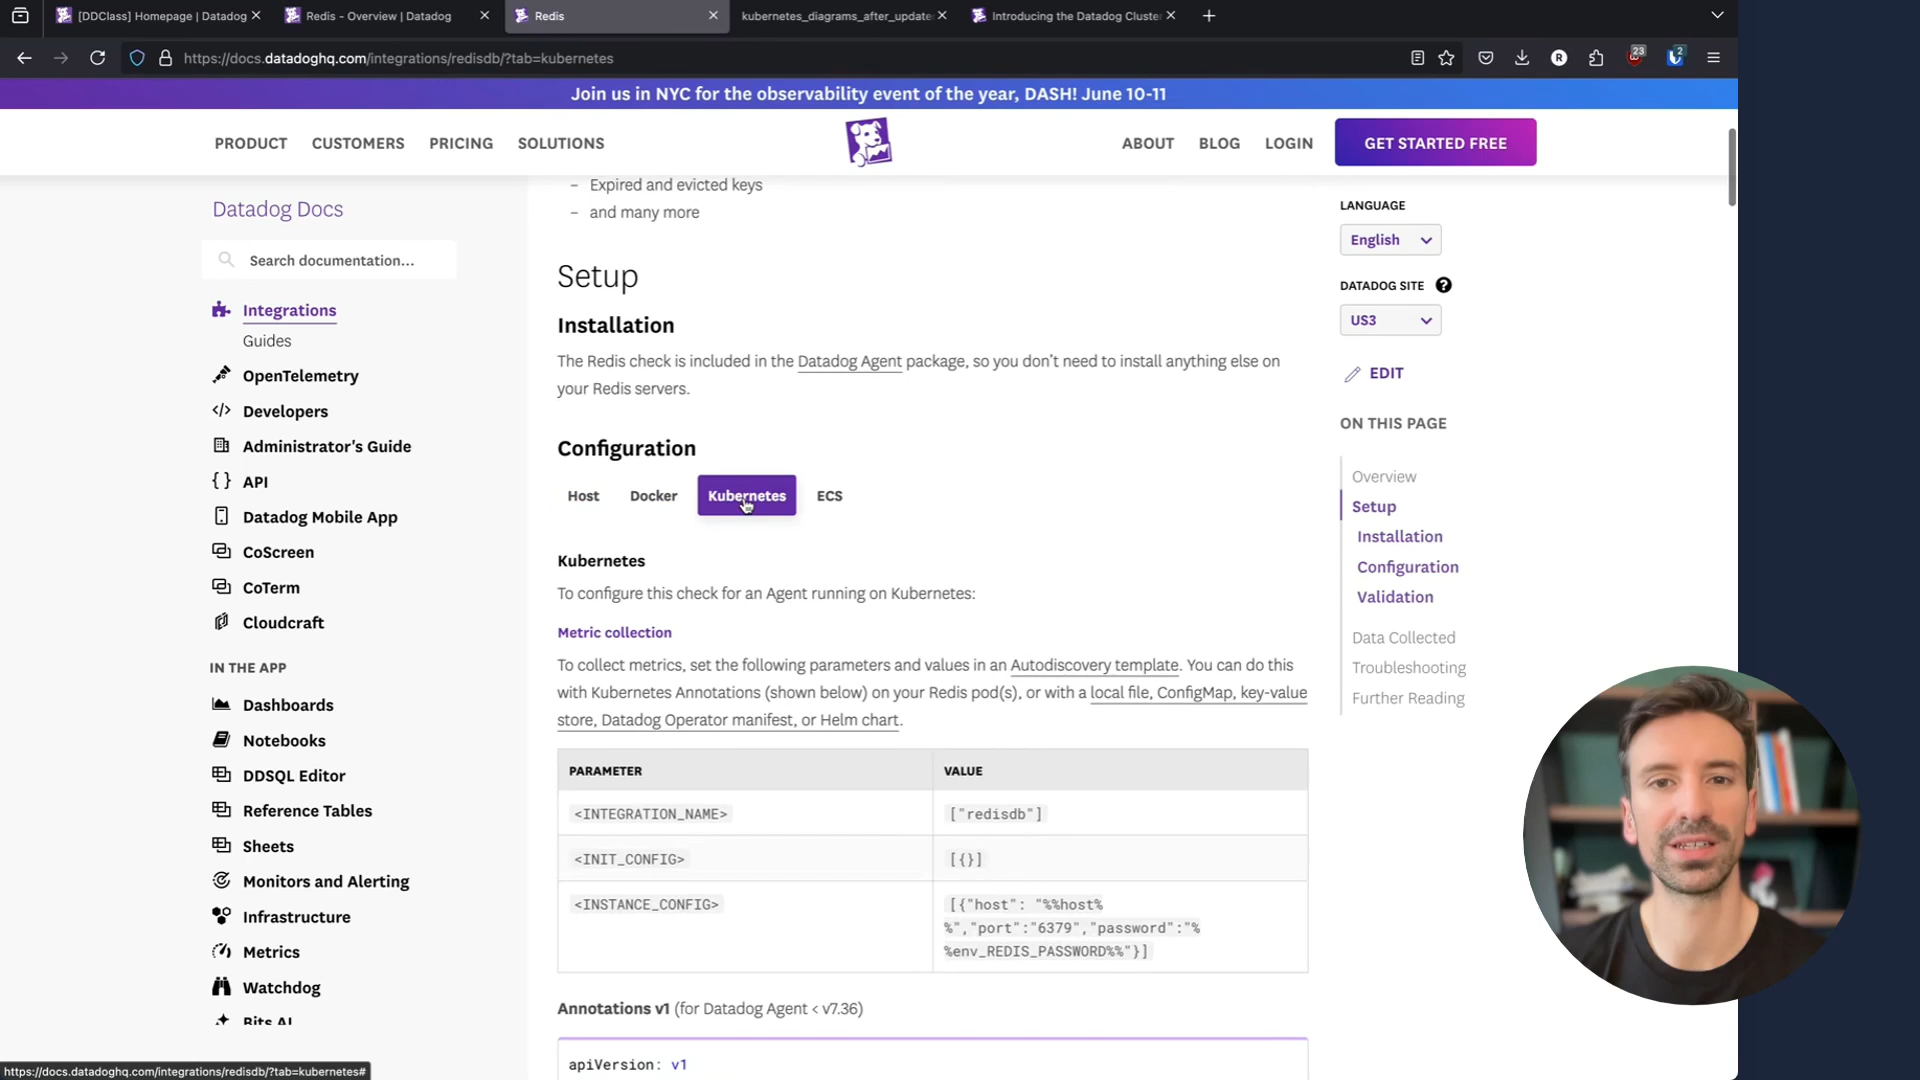 [DDClass] Homepage | Datadog
Redis - Overview | Datadog
Redis
kubernetes_diagrams_after_update
Introducing the Datadog Cluste
https://docs.datadoghq.com/integrations/redisdb/?tab=kubernetes
R
23
2
Join us in NYC for the observability event of the year, DASH! June 10-11
PRODUCT
CUSTOMERS
PRICING
SOLUTIONS
ABOUT
BLOG
LOGIN
GET STARTED FREE
Datadog Docs
Search documentation...
Integrations
Guides
OpenTelemetry
Developers
Administrator's Guide
API
Datadog Mobile App
CoScreen
CoTerm
Cloudcraft
IN THE APP
Dashboards
Notebooks
DDSQL Editor
Reference Tables
Sheets
Monitors and Alerting
Infrastructure
Metrics
Watchdog
Bits AI
– Expired and evicted keys
– and many more
Setup
Installation
The Redis check is included in the Datadog Agent package, so you don't need to install anything else on
your Redis servers.
Configuration
Host
Docker
Kubernetes
ECS
Kubernetes
To configure this check for an Agent running on Kubernetes:
Metric collection
To collect metrics, set the following parameters and values in an Autodiscovery template. You can do this
with Kubernetes Annotations (shown below) on your Redis pod(s), or with a local file, ConfigMap, key-value
store, Datadog Operator manifest, or Helm chart.
PARAMETER
VALUE
<INTEGRATION_NAME>
["redisdb"]
<INIT_CONFIG>
[{}]
<INSTANCE_CONFIG>
[{"host": "%%host%
%","port":"6379","password":"%
%env_REDIS_PASSWORD%%"}]
Annotations v1 (for Datadog Agent < v7.36)
apiVersion: v1
LANGUAGE
English
DATADOG SITE ?
US3
EDIT
ON THIS PAGE
Overview
Setup
Installation
Configuration
Validation
Data Collected
Troubleshooting
Further Reading
https://docs.datadoghq.com/integrations/redisdb/?tab=kubernetes#